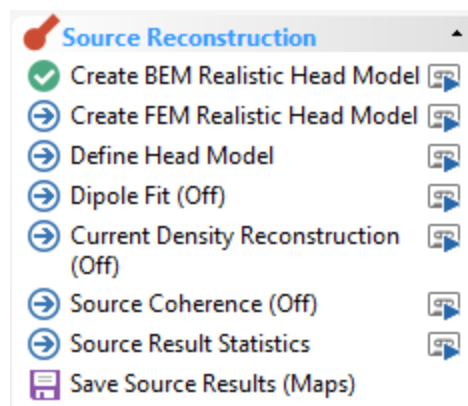 Source Reconstruction
Create BEM Realistic Head Model
Create FEM Realistic Head Model
Define Head Model
Dipole Fit (Off)
Current Density Reconstruction
(Off)
Source Coherence (Off)
Source Result Statistics
Save Source Results (Maps)